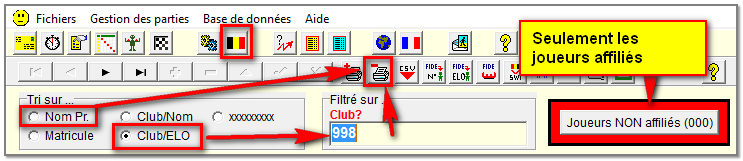 Fichiers Gestion des parties Base de données Aide
Seulement les
joueurs affiliés
CSV
FIDE
N°
FIDE
ELO
FIDE
Tri sur ...
Nom Pr.
Club/Nom
xxxxxxxxx
Matricule
Club/ELO
Filtré sur ...
Club?
998
Joueurs NON affiliés (000)